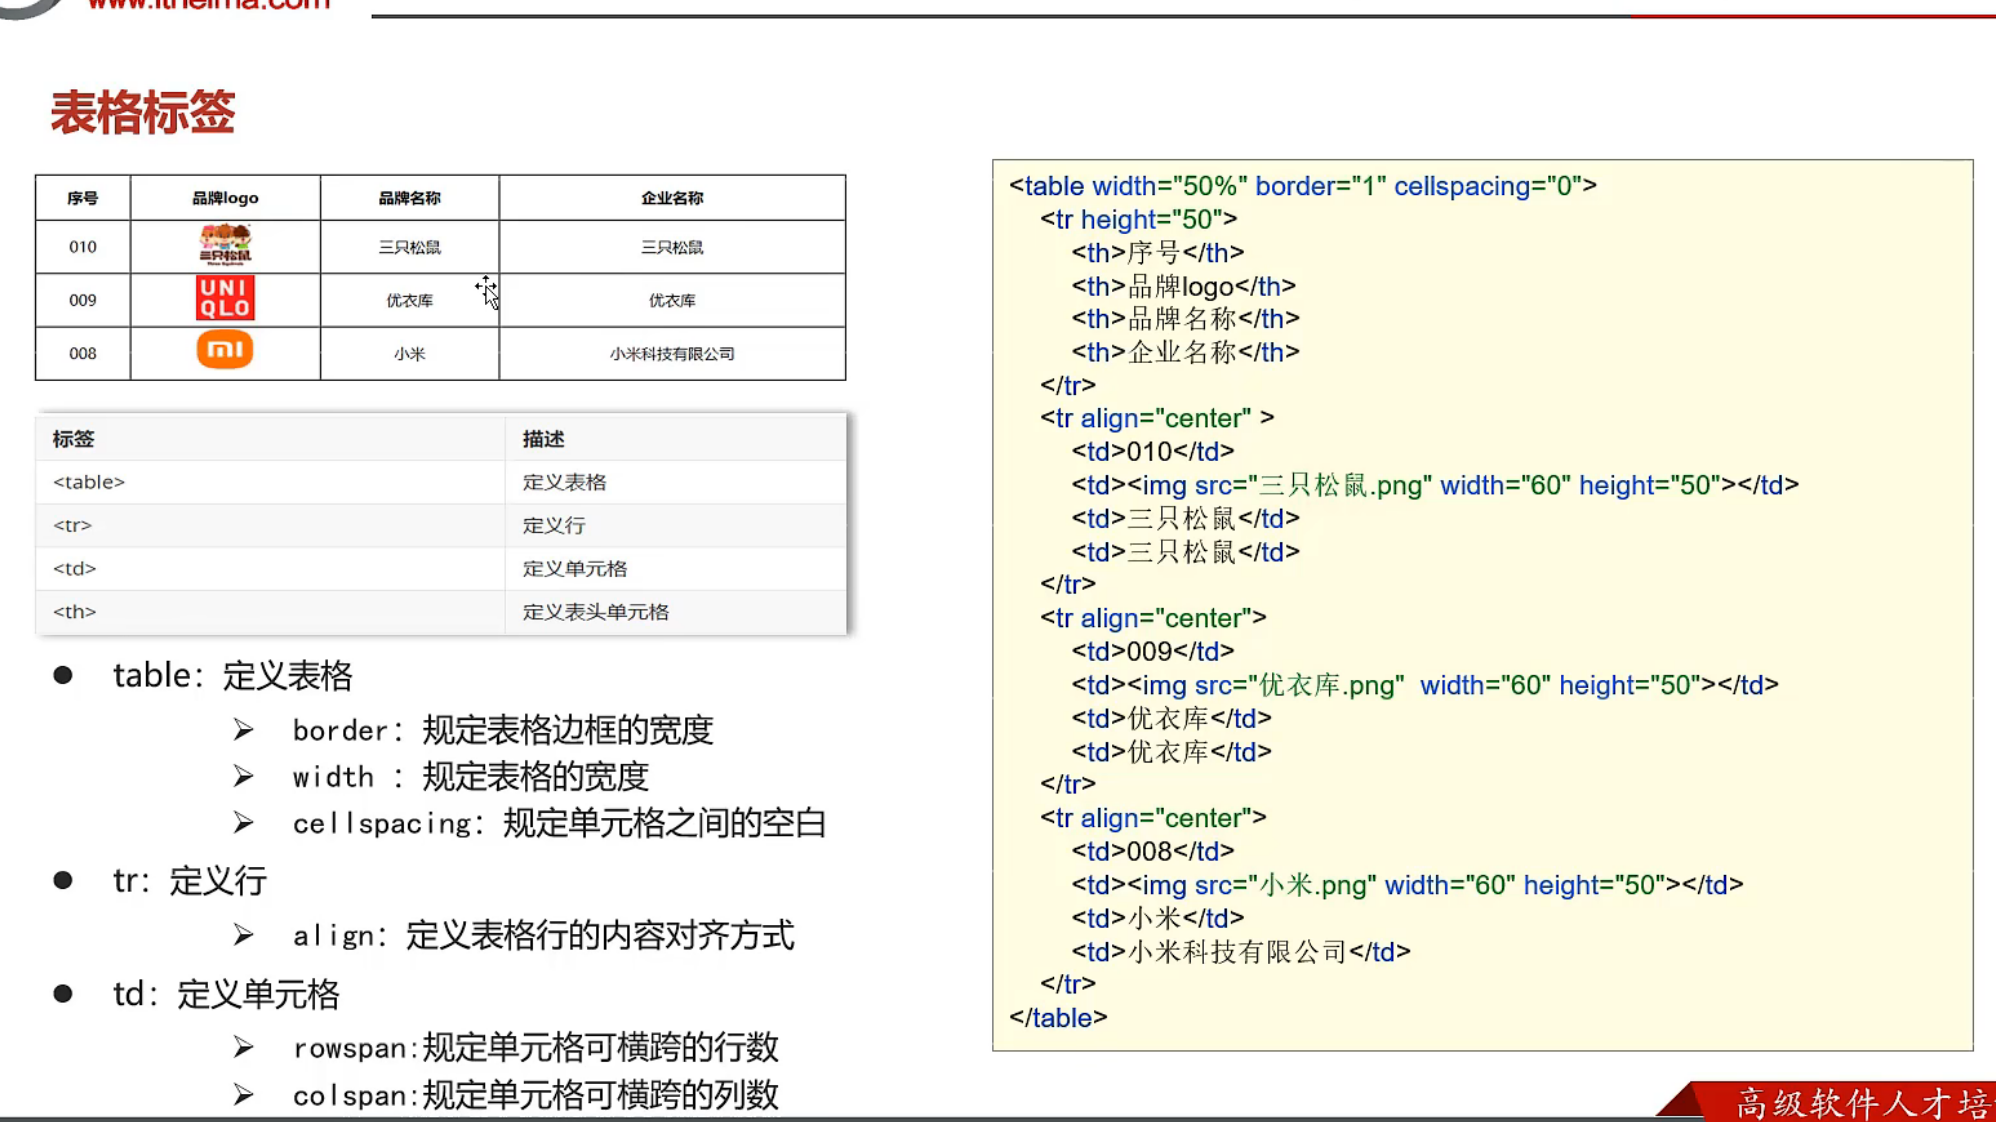 www.itheima.com
表格标签
序号 品牌logo 品牌名称 企业名称
010 三只松鼠 三只松鼠 三只松鼠
009 UNI QLO 优衣库 优衣库
008 mi 小米 小米科技有限公司
标签 描述
<table> 定义表格
<tr> 定义行
<td> 定义单元格
<th> 定义表头单元格
● table：定义表格
➢ border：规定表格边框的宽度
➢ width ：规定表格的宽度
➢ cellspacing：规定单元格之间的空白
● tr：定义行
➢ align：定义表格行的内容对齐方式
● td：定义单元格
➢ rowspan:规定单元格可横跨的行数
➢ colspan:规定单元格可横跨的列数
<table width="50%" border="1" cellspacing="0">
<tr height="50">
<th>序号</th>
<th>品牌logo</th>
<th>品牌名称</th>
<th>企业名称</th>
</tr>
<tr align="center" >
<td>010</td>
<td><img src="三只松鼠.png" width="60" height="50"></td>
<td>三只松鼠</td>
<td>三只松鼠</td>
</tr>
<tr align="center">
<td>009</td>
<td><img src="优衣库.png"  width="60" height="50"></td>
<td>优衣库</td>
<td>优衣库</td>
</tr>
<tr align="center">
<td>008</td>
<td><img src="小米.png" width="60" height="50"></td>
<td>小米</td>
<td>小米科技有限公司</td>
</tr>
</table>
高级软件人才培